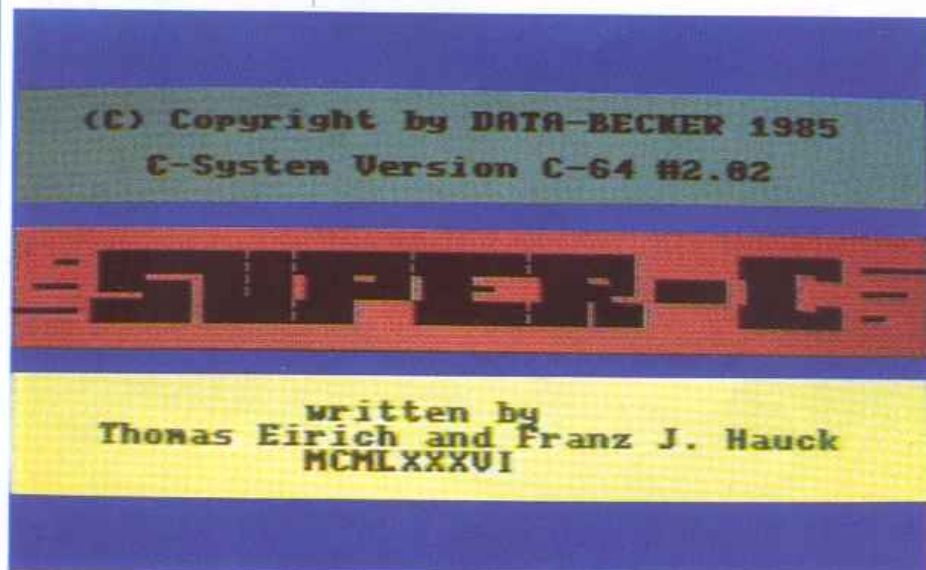 (C) Copyright by DATA-BECKER 1985
C-System Version C-64 #2.02
SUPER-C
written by
Thomas Eirich and Franz J. Hauck
MCMLXXXVI